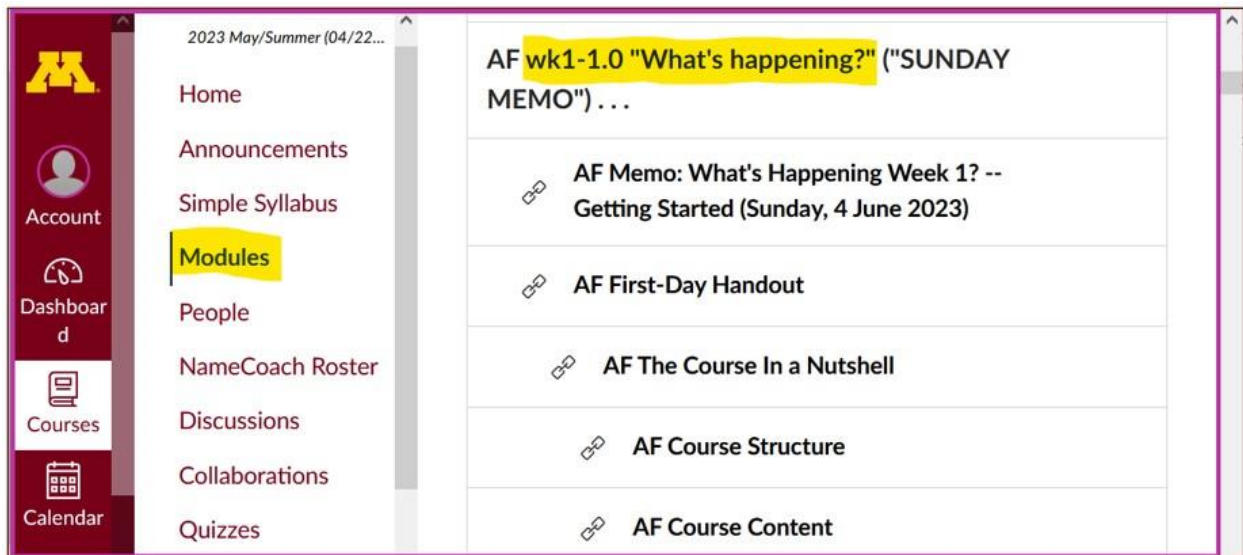 M
Account
Dashboar
d
Courses
Calendar
2023 May/Summer (04/22...
Home
Announcements
Simple Syllabus
Modules
People
NameCoach Roster
Discussions
Collaborations
Quizzes
AF wk1-1.0 "What's happening?" ("SUNDAY
MEMO") . . .
AF Memo: What's Happening Week 1? --
Getting Started (Sunday, 4 June 2023)
AF First-Day Handout
AF The Course In a Nutshell
AF Course Structure
AF Course Content